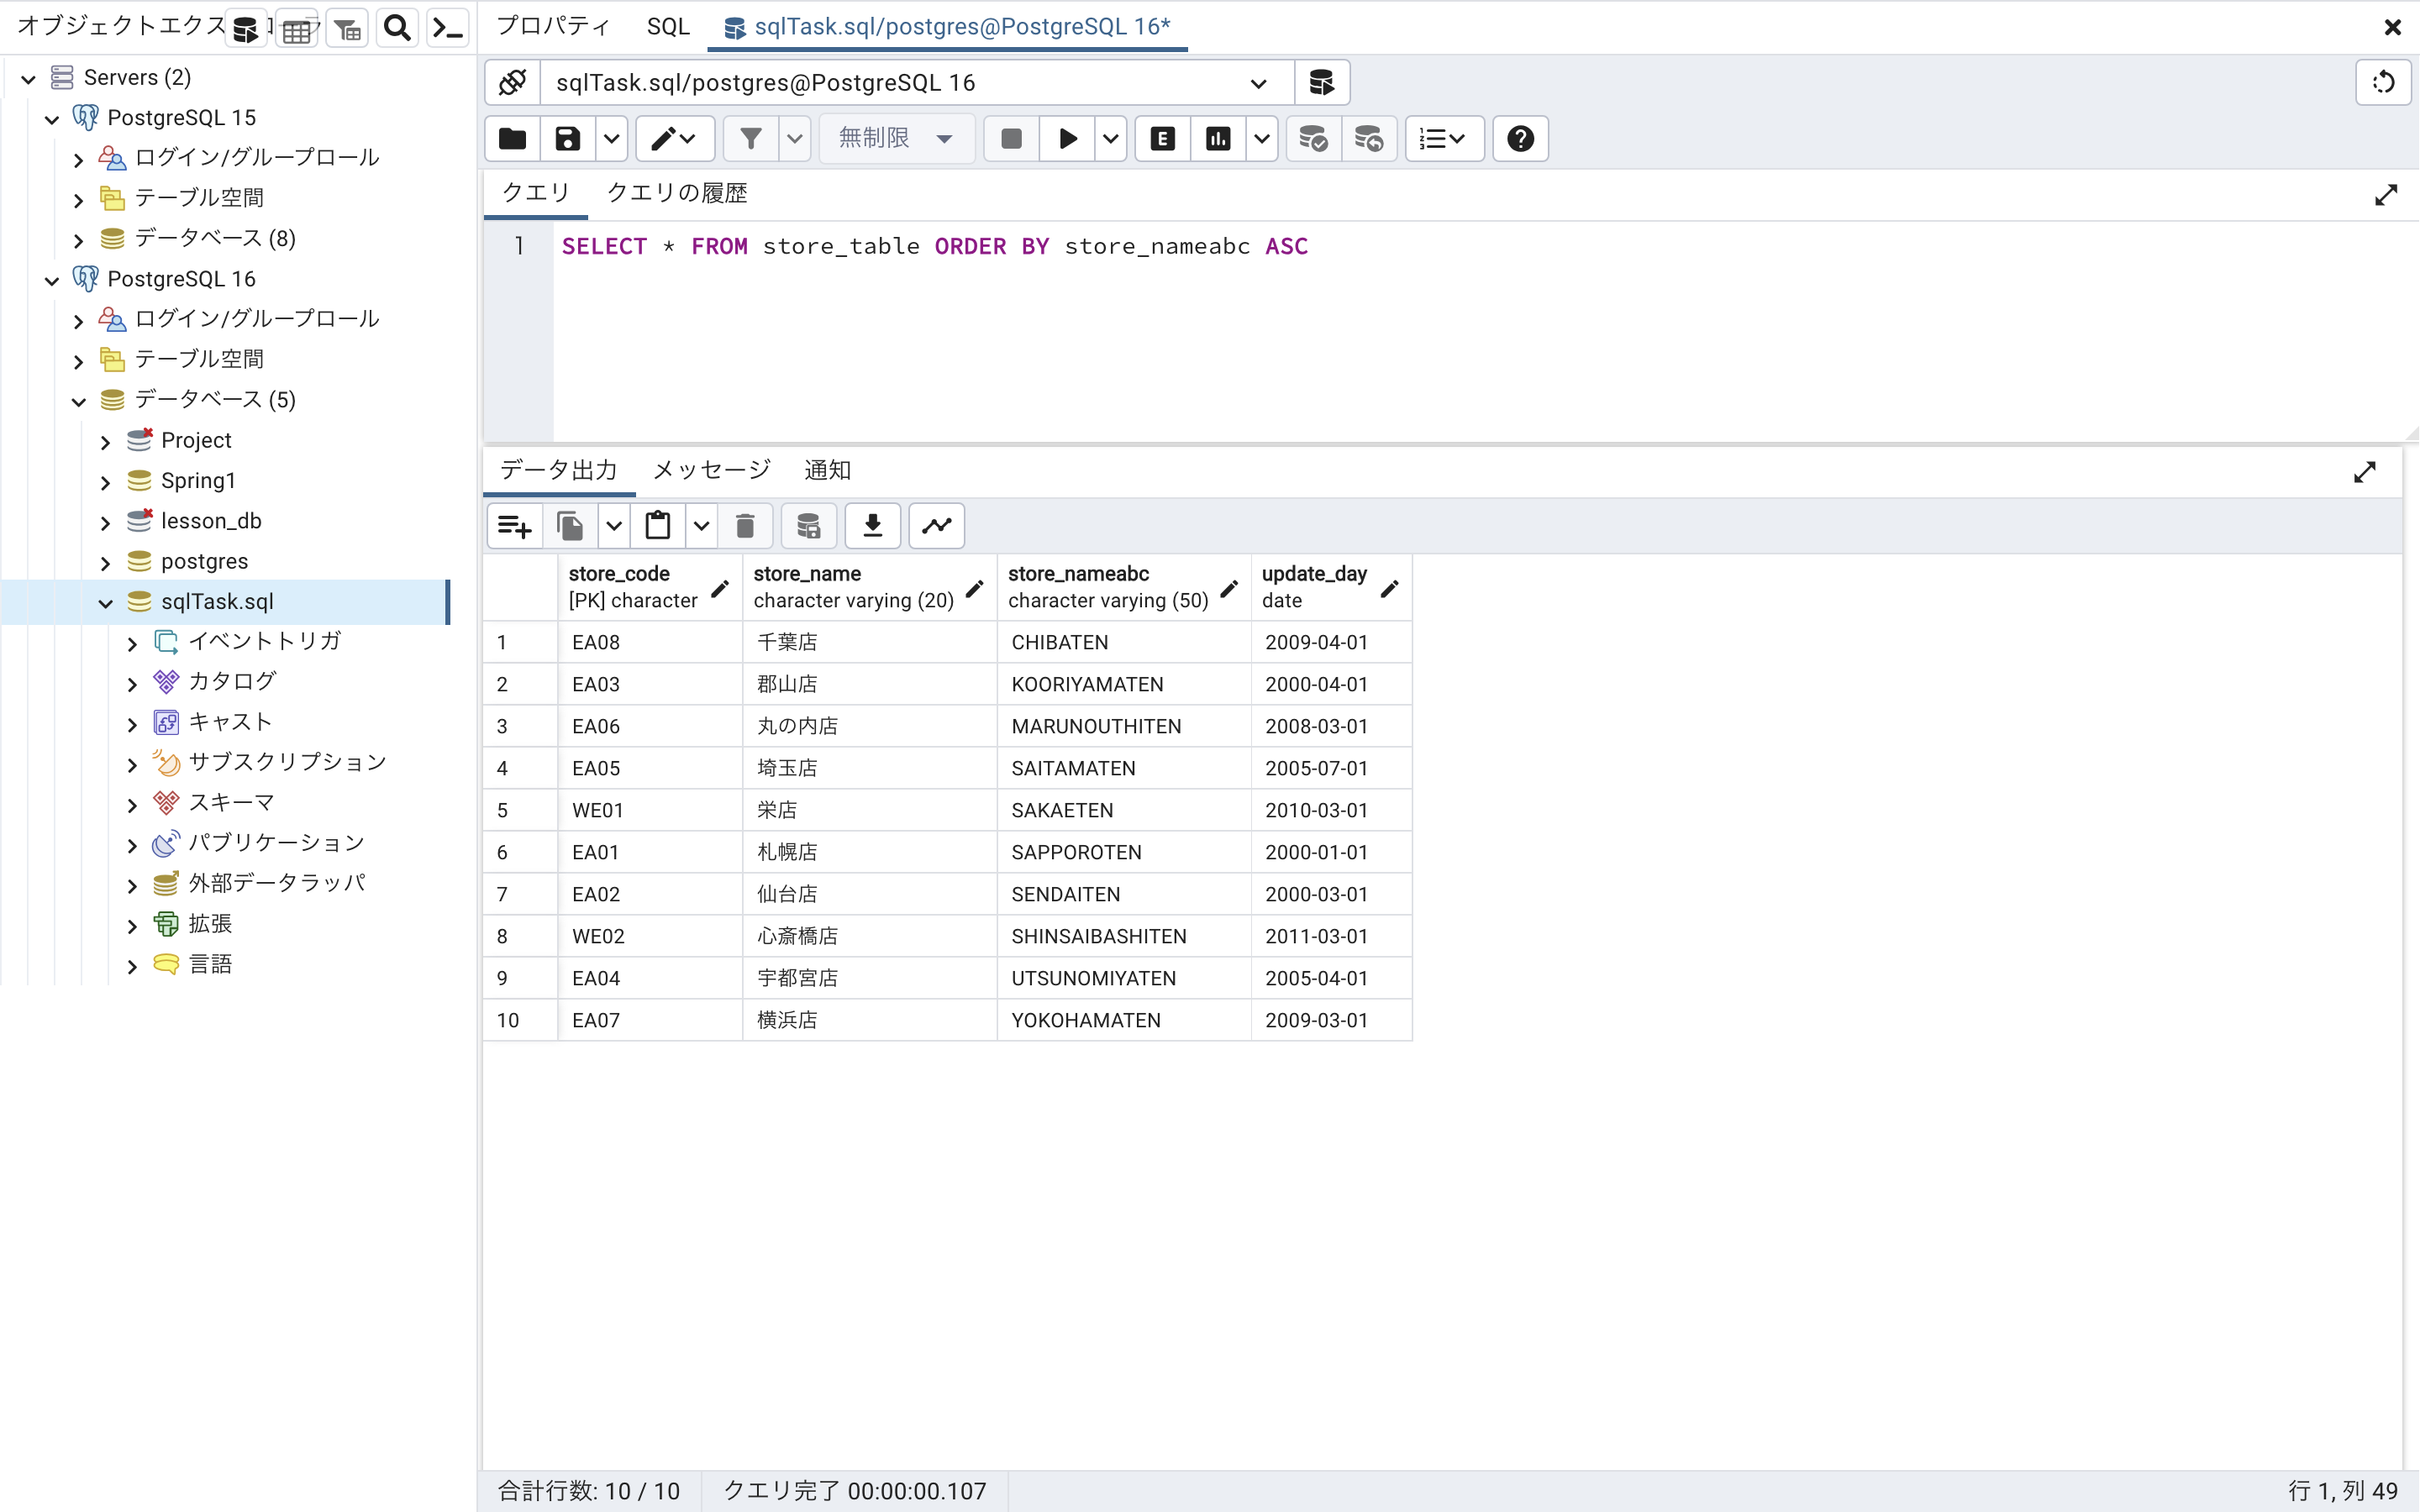 オブジェクトエクス
プロパティ SQL sqlTask.sql/postgres@PostgreSQL 16*
Servers (2)
PostgreSQL 15
ログイン/グループロール
テーブル空間
データベース (8)
PostgreSQL 16
ログイン/グループロール
テーブル空間
データベース (5)
Project
Spring1
lesson_db
postgres
sqlTask.sql
イベントトリガ
カタログ
キャスト
サブスクリプション
スキーマ
パブリケーション
外部データラッパ
拡張
言語
sqlTask.sql/postgres@PostgreSQL 16
無制限 E
クエリ クエリの履歴
1 SELECT * FROM store_table ORDER BY store_nameabc ASC
データ出力 メッセージ 通知
store_code store_name store_nameabc update_day
[PK] character character varying (20) character varying (50) date
1 EA08 千葉店 CHIBATEN 2009-04-01
2 EA03 郡山店 KOORIYAMATEN 2000-04-01
3 EA06 丸の内店 MARUNOUTHITEN 2008-03-01
4 EA05 埼玉店 SAITAMATEN 2005-07-01
5 WE01 栄店 SAKAETEN 2010-03-01
6 EA01 札幌店 SAPPOROTEN 2000-01-01
7 EA02 仙台店 SENDAITEN 2000-03-01
8 WE02 心斎橋店 SHINSAIBASHITEN 2011-03-01
9 EA04 宇都宮店 UTSUNOMIYATEN 2005-04-01
10 EA07 横浜店 YOKOHAMATEN 2009-03-01
合計行数: 10 / 10 クエリ完了 00:00:00.107 行 1, 列 49